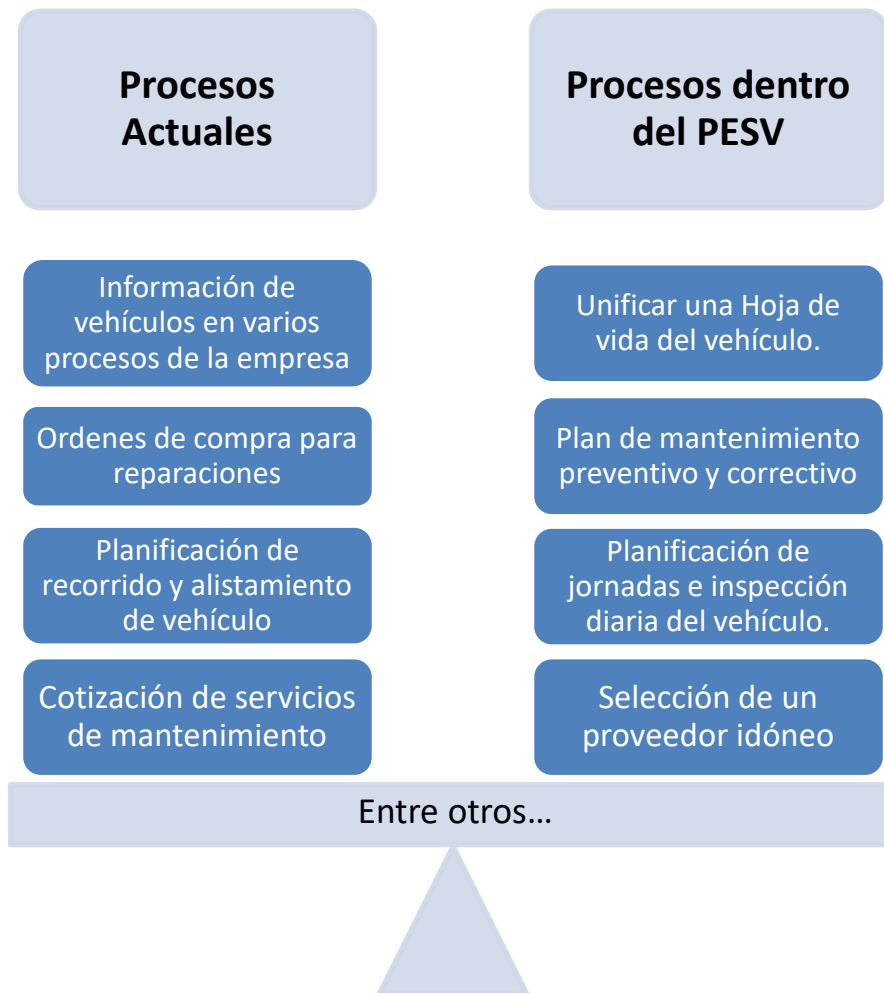 Procesos
Actuales
Procesos dentro
del PESV
Información de
vehículos en varios
procesos de la empresa
Unificar una Hoja de
vida del vehículo.
Ordenes de compra para
reparaciones
Plan de mantenimiento
preventivo y correctivo
Planificación de
recorrido y alistamiento
de vehículo
Planificación de
jornadas e inspección
diaria del vehículo.
Cotización de servicios
de mantenimiento
Selección de un
proveedor idóneo
Entre otros...